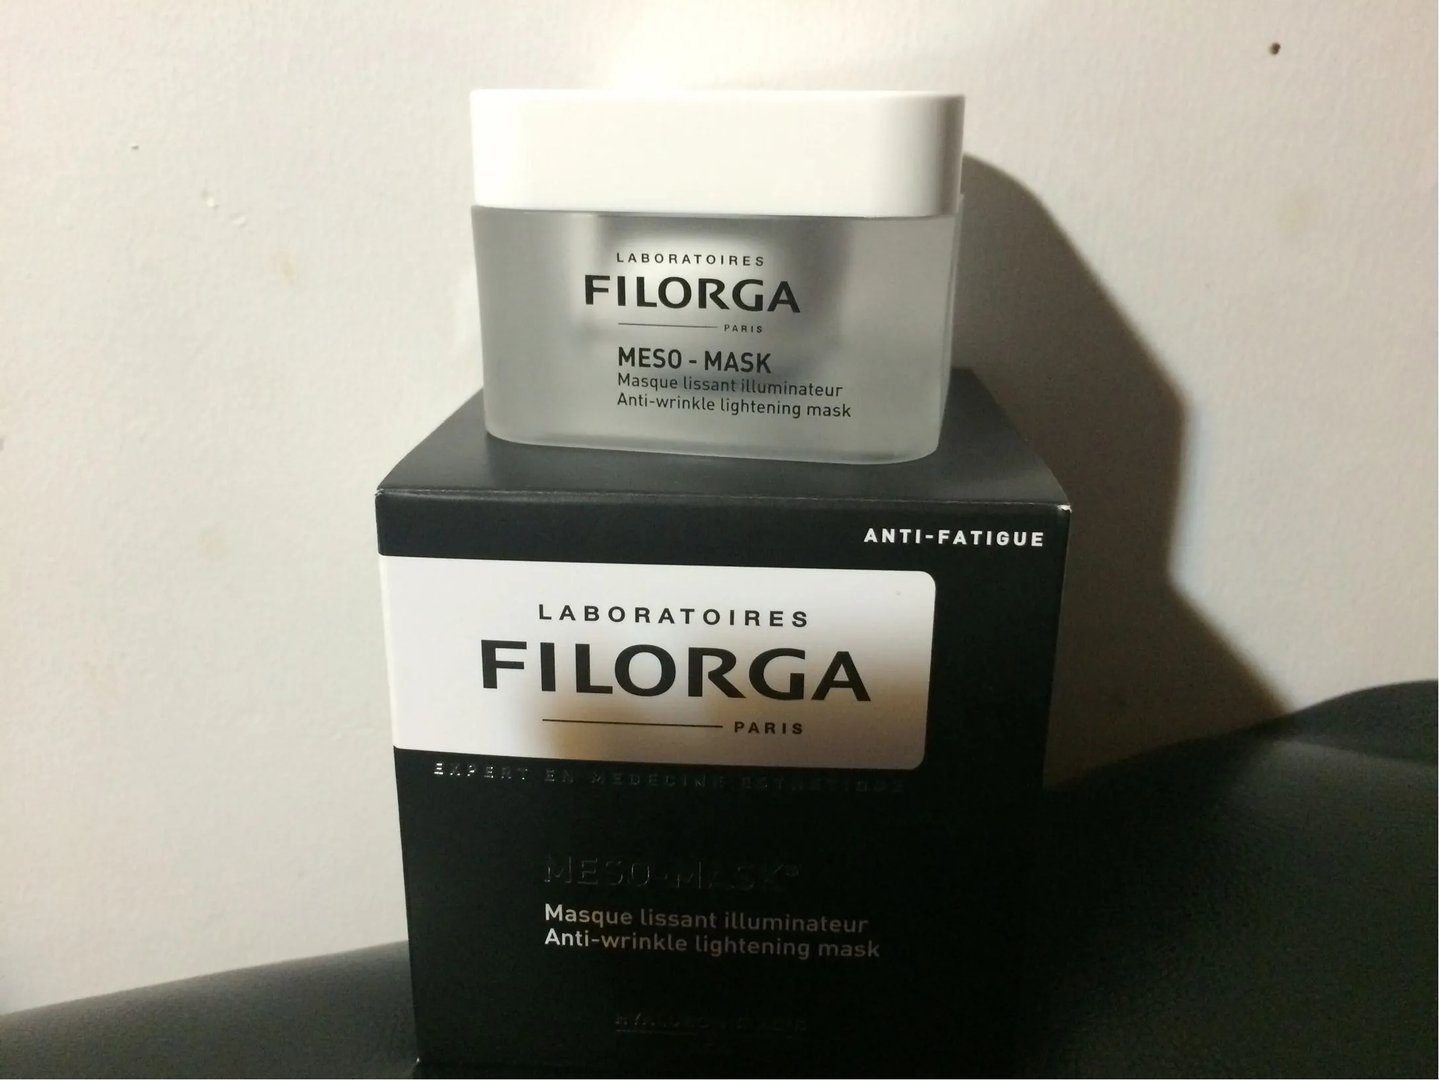 LABORATOIRES
FILORGA
PARIS
MESO - MASK
Masque lissant illuminateur
Anti-wrinkle lightening mask
ANTI-FATIGUE
LABORATOIRES
FILORGA
PARIS
EXPERT EN MEDECINE ESTHETIQUE
MESO-MASK®
Masque lissant illuminateur
Anti-wrinkle lightening mask